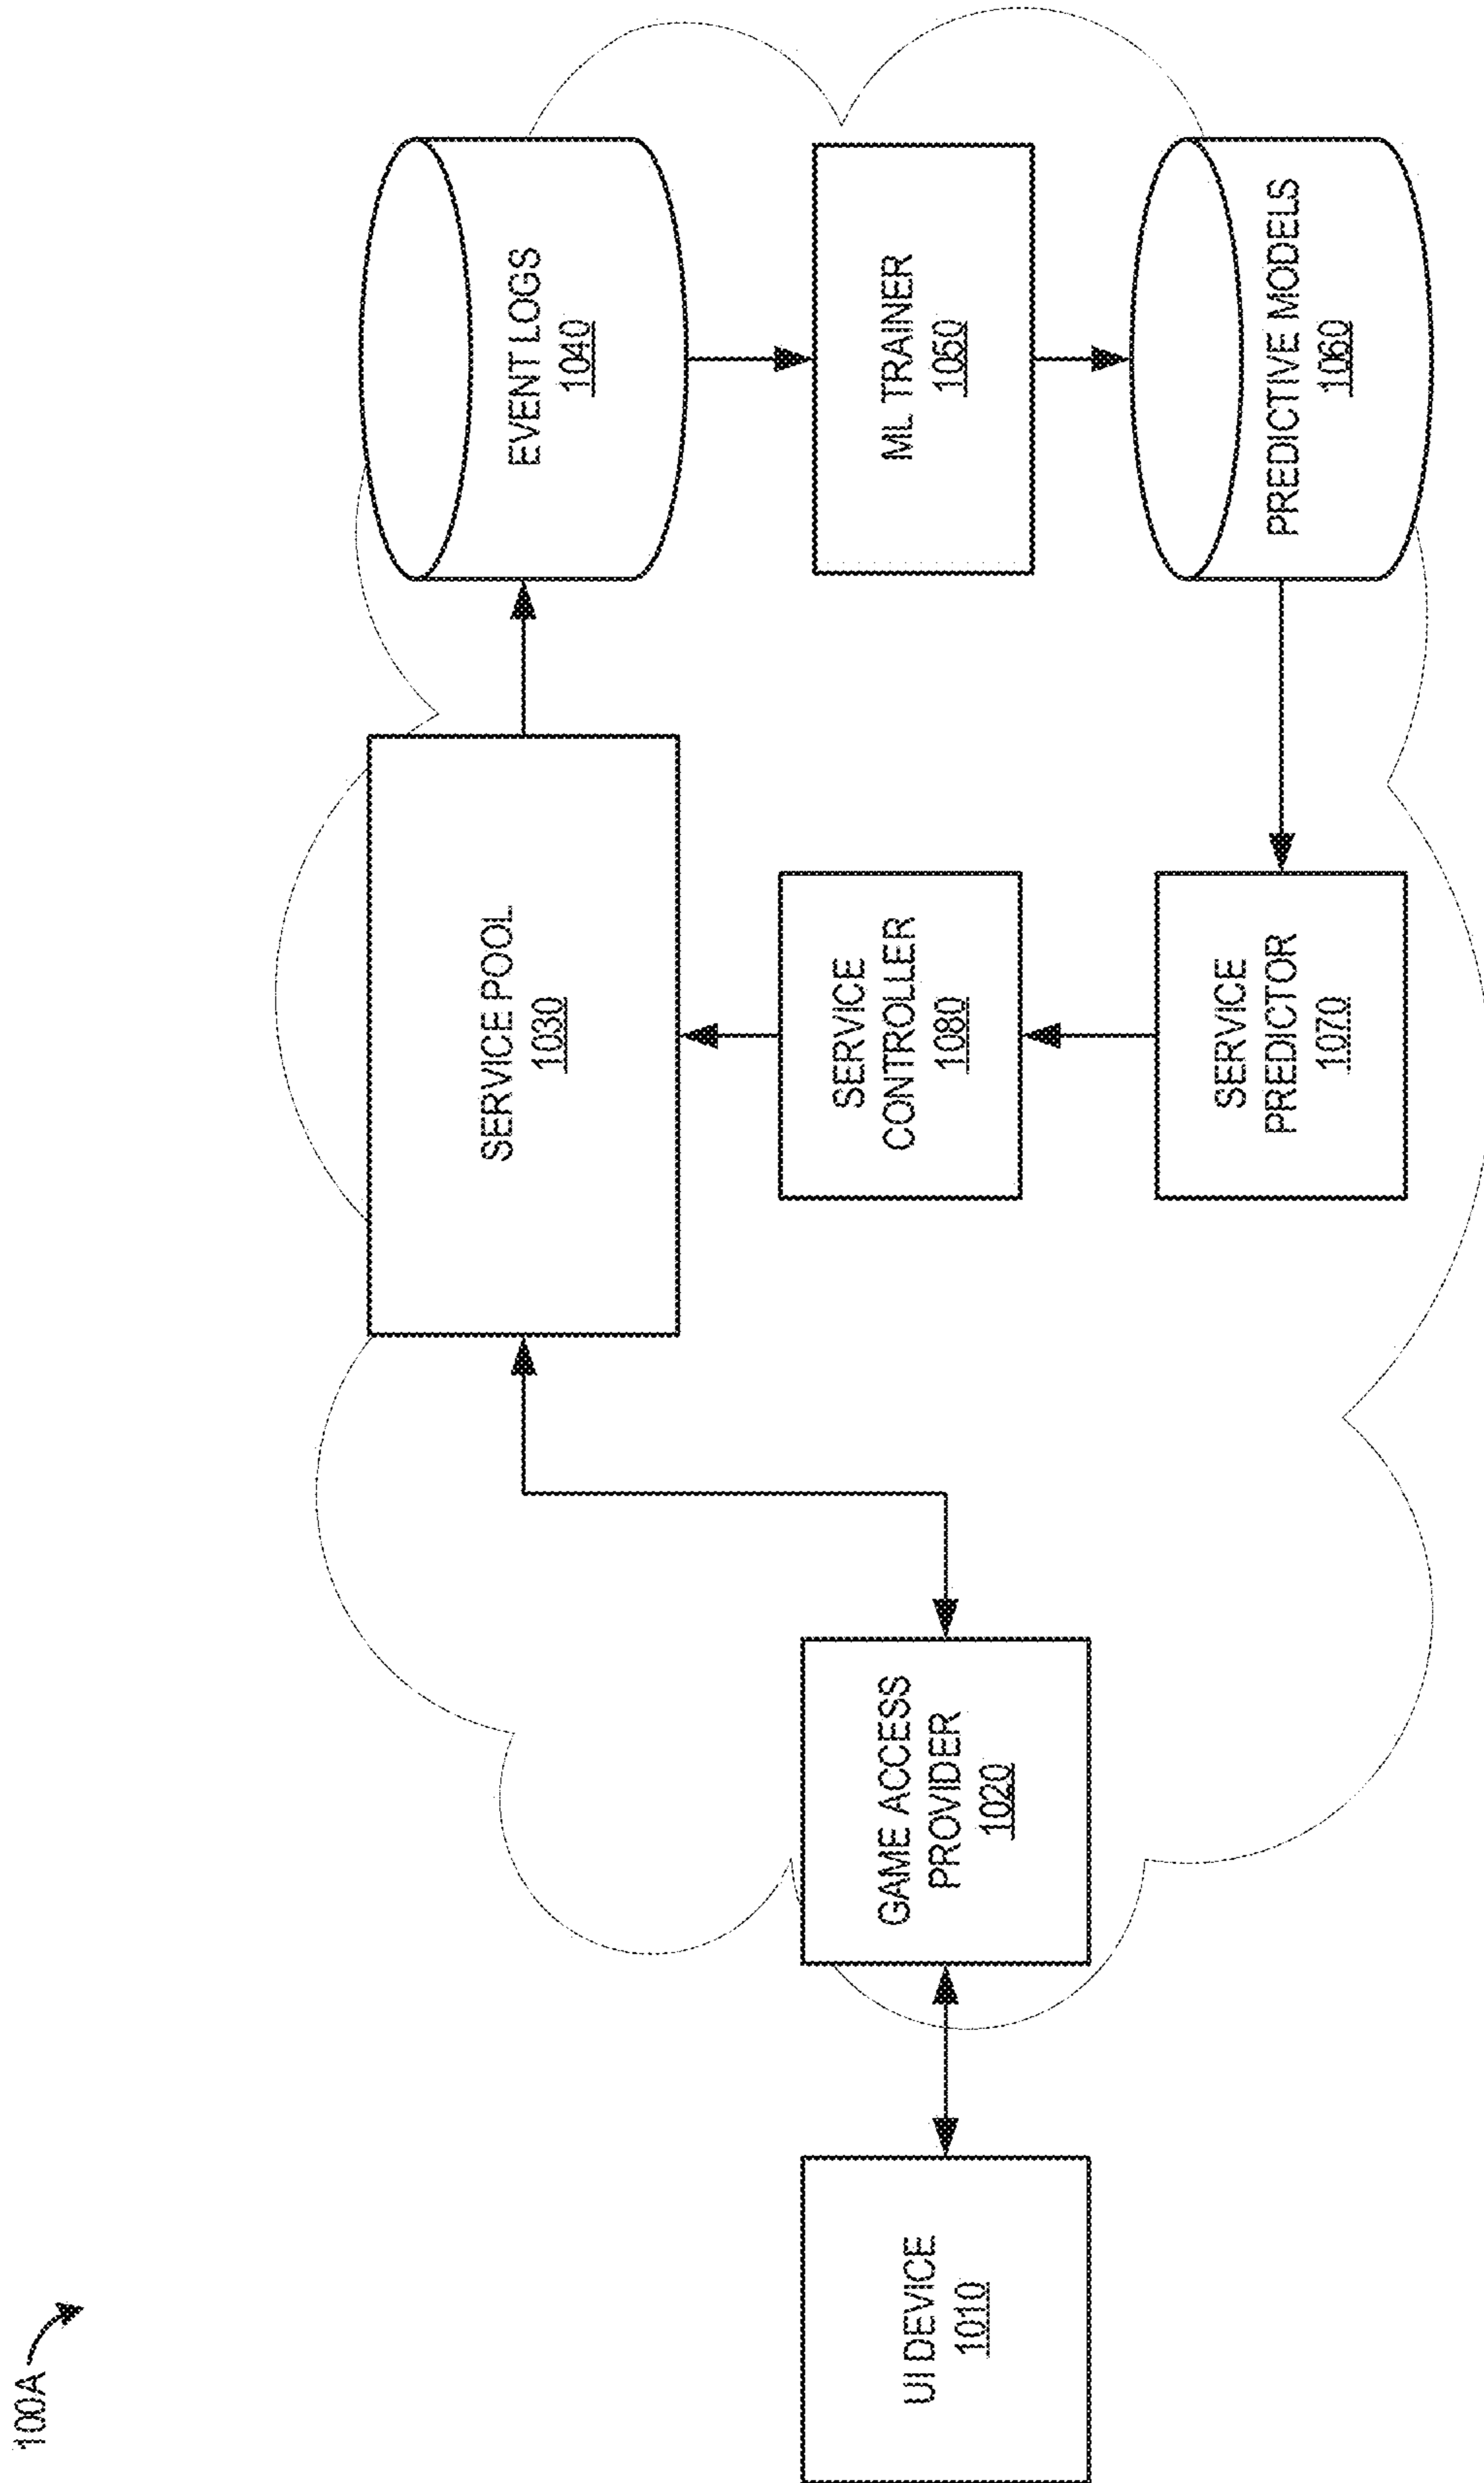 100A
UI DEVICE
1010
GAME ACCESS
PROVIDER
1020
SERVICE POOL
1030
SERVICE
CONTROLLER
1080
SERVICE
PREDICTOR
1070
EVENT LOGS
1040
ML TRAINER
1050
PREDICTIVE MODELS
1060